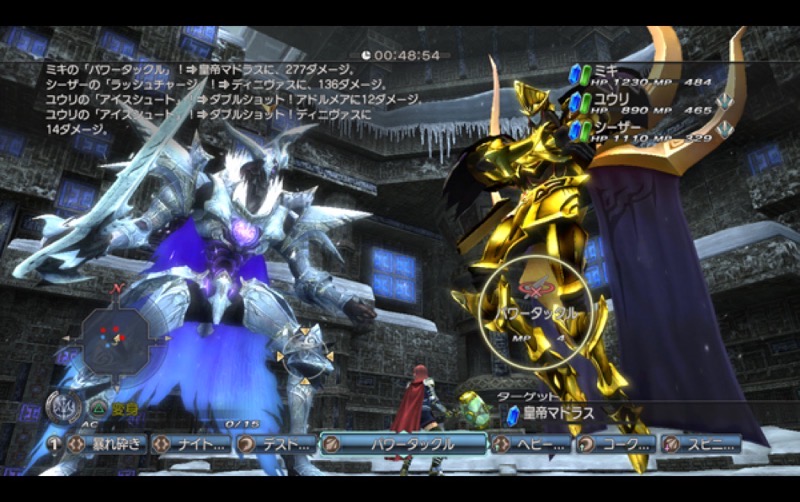 00:48:54
ミキの「パワータックル」！⇒皇帝マドラスに、277ダメージ。
シーザーの「ラッシュチャージ」！⇒ディニヴァスに、136ダメージ。
ユウリの「アイスシュート」！⇒ダブルショット！アドルメアに12ダメージ。
ユウリの「アイスシュート」！⇒ダブルショット！ディニヴァスに
14ダメージ。
ミキ
HP 1230 MP 484
ユウリ
HP 890 MP 465
シーザー
HP 1110 MP 329
N
パワータックル
MP 4
ターゲット
皇帝マドラス
変身
AC 0/15
1 暴れ砕き ナイト... デスト... パワータックル ヘビー... コーク... スピニ...